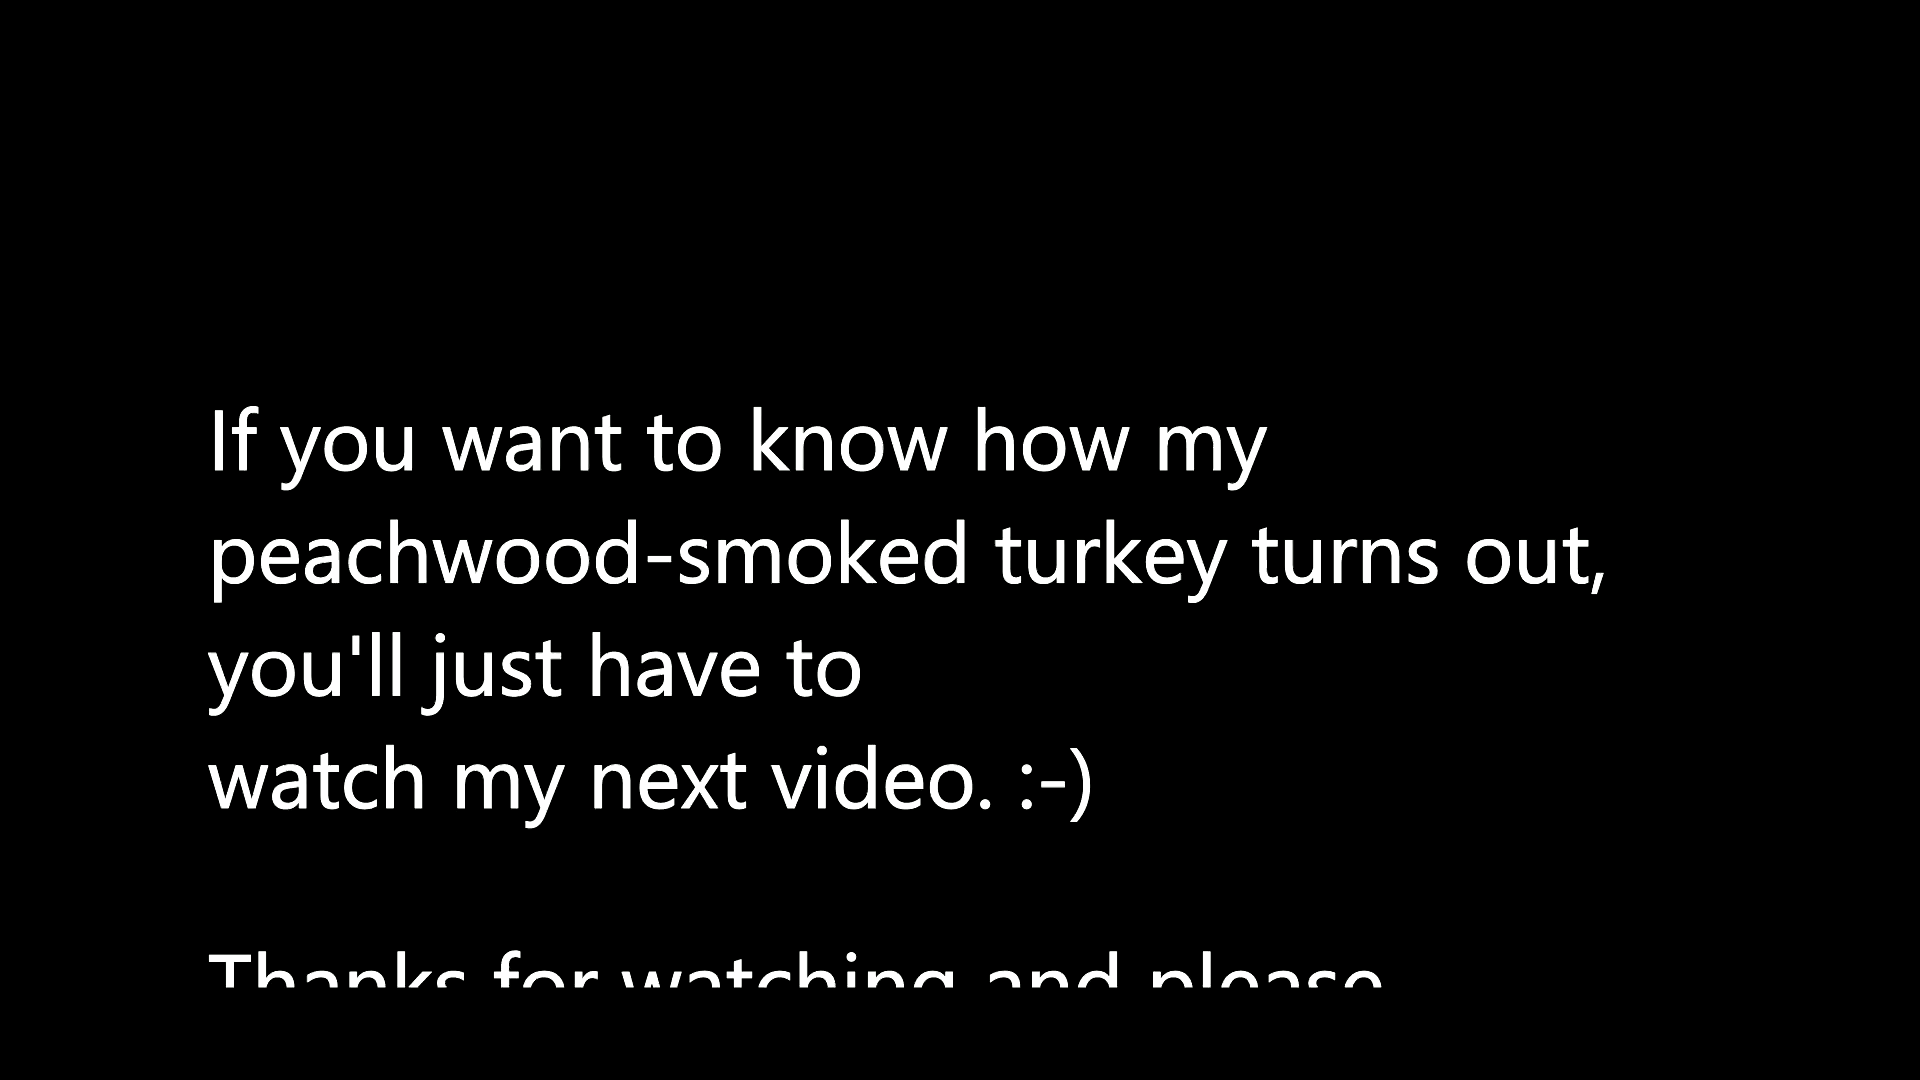 If you want to know how my
peachwood-smoked turkey turns out,
you'll just have to
watch my next video. :-)
Thanks for watching and please